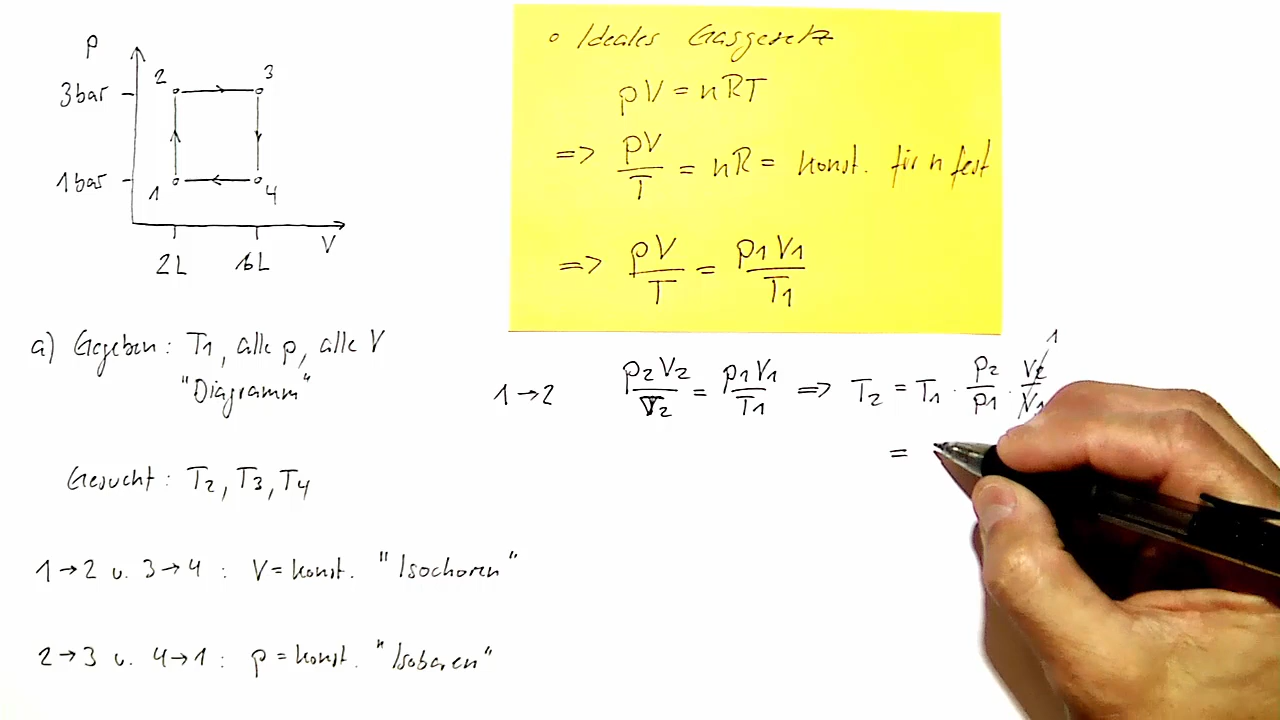 p
3bar
2
3
1bar
1
4
V
2L
16L
• Ideales Gasgesetz
pV = nRT
=> pV/T = nR = konst. für n fest
=> pV/T = p1V1/T1
a) Gegeben: T1, alle p, alle V
"Diagramm"
Gesucht: T2, T3, T4
1→2 u. 3→4 : V = konst. "Isochoren"
2→3 u. 4→1 : p = konst. "Isobaren"
1→2 p2V2/T2 = p1V1/T1 => T2 = T1 · p2/p1 · V2/V1 1
=